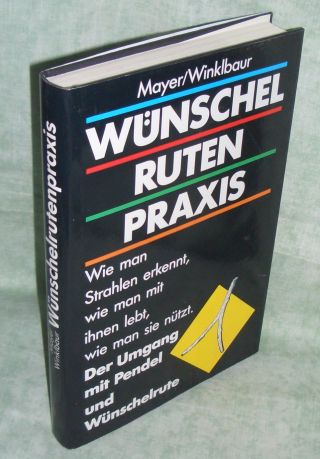 Mayer/Winklbaur
WÜNSCHEL
RUTEN
PRAXIS
Wie man
Strahlen erkennt,
wie man mit
ihnen lebt,
wie man sie nützt.
Der Umgang
mit Pendel
und
Wünschelrute
Mayer
Winklbaur
Wünschelrutenpraxis